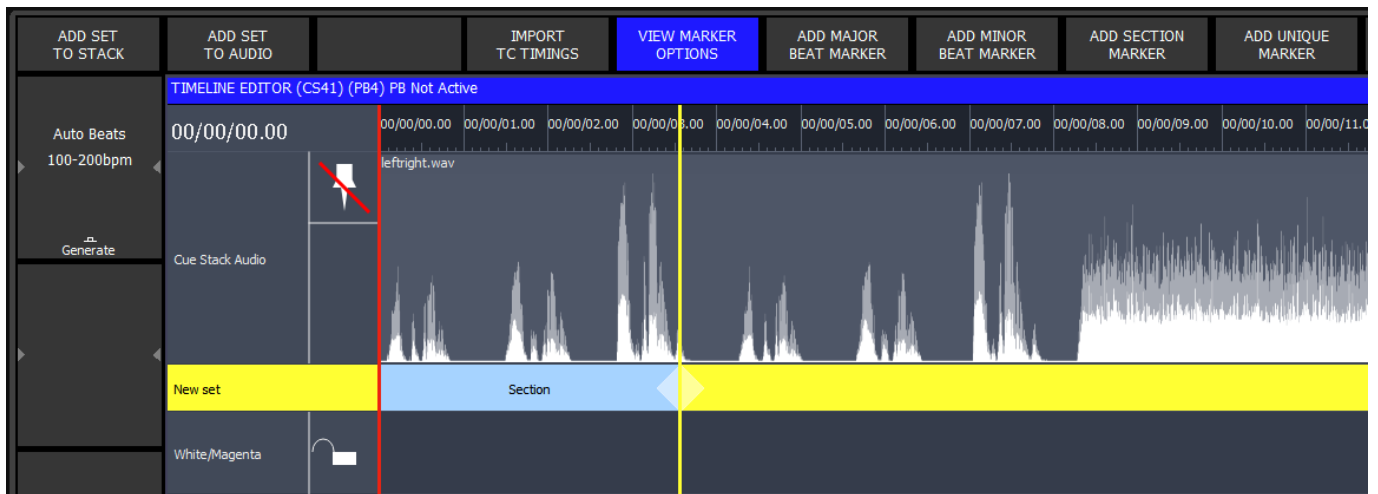 ADD SET
TO STACK
ADD SET
TO AUDIO
IMPORT
TC TIMINGS
VIEW MARKER
OPTIONS
ADD MAJOR
BEAT MARKER
ADD MINOR
BEAT MARKER
ADD SECTION
MARKER
ADD UNIQUE
MARKER
TIMELINE EDITOR (CS41) (PB4) PB Not Active
Auto Beats
100-200bpm
Generate
00/00/00.00
00/00/00.00 00/00/01.00 00/00/02.00 00/00/03.00 00/00/04.00 00/00/05.00 00/00/06.00 00/00/07.00 00/00/08.00 00/00/09.00 00/00/10.00 00/00/11.0
leftright.wav
Cue Stack Audio
New set
Section
White/Magenta